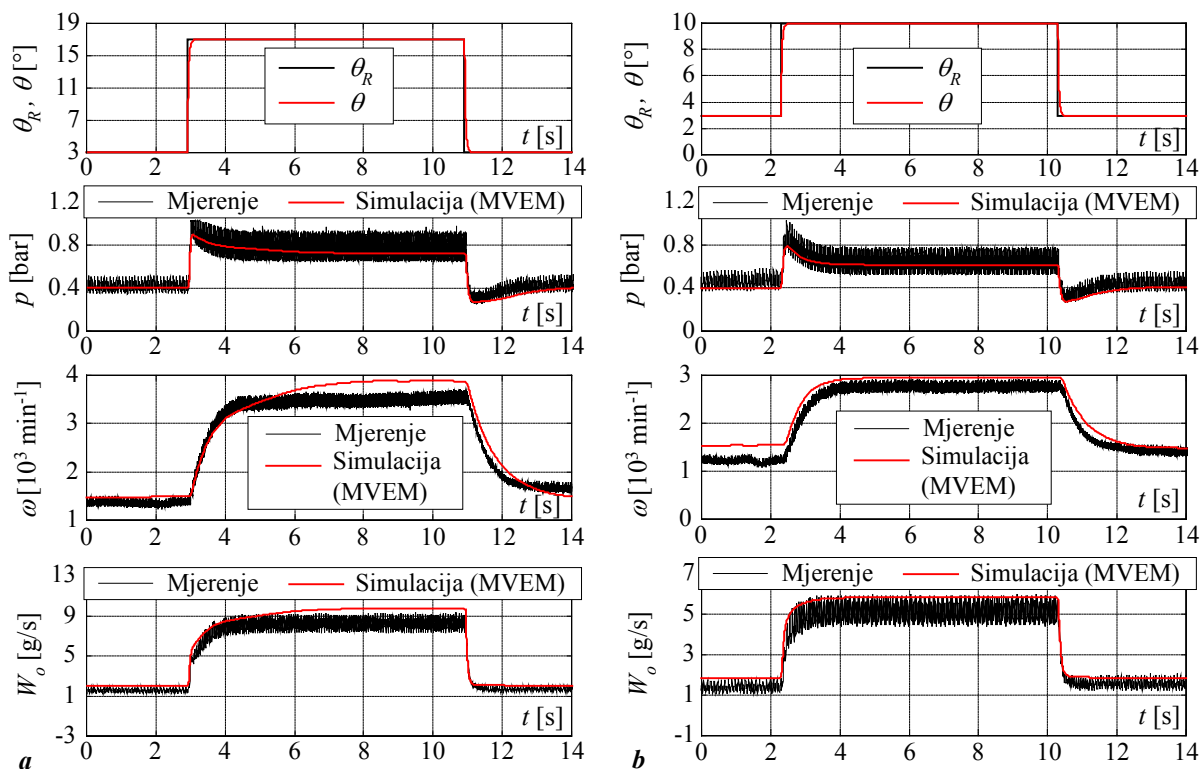 θ_R, θ [°]
19
15
11
7
3
θ_R
θ
t [s]
0 2 4 6 8 10 12 14
Mjerenje Simulacija (MVEM)
p [bar]
1.2
0.8
0.4
0
t [s]
0 2 4 6 8 10 12 14
ω [10³ min⁻¹]
4
3
2
1
Mjerenje
Simulacija
(MVEM)
t [s]
0 2 4 6 8 10 12 14
Mjerenje Simulacija (MVEM)
W_o [g/s]
13
9
5
1
-3
t [s]
0 2 4 6 8 10 12 14
a
θ_R, θ [°]
10
8
6
4
2
0
θ_R
θ
t [s]
0 2 4 6 8 10 12 14
Mjerenje Simulacija (MVEM)
p [bar]
1.2
0.8
0.4
0
t [s]
0 2 4 6 8 10 12 14
ω [10³ min⁻¹]
3
2
1
0
Mjerenje
Simulacija
(MVEM)
t [s]
0 2 4 6 8 10 12 14
Mjerenje Simulacija (MVEM)
W_o [g/s]
7
5
3
1
-1
t [s]
0 2 4 6 8 10 12 14
b